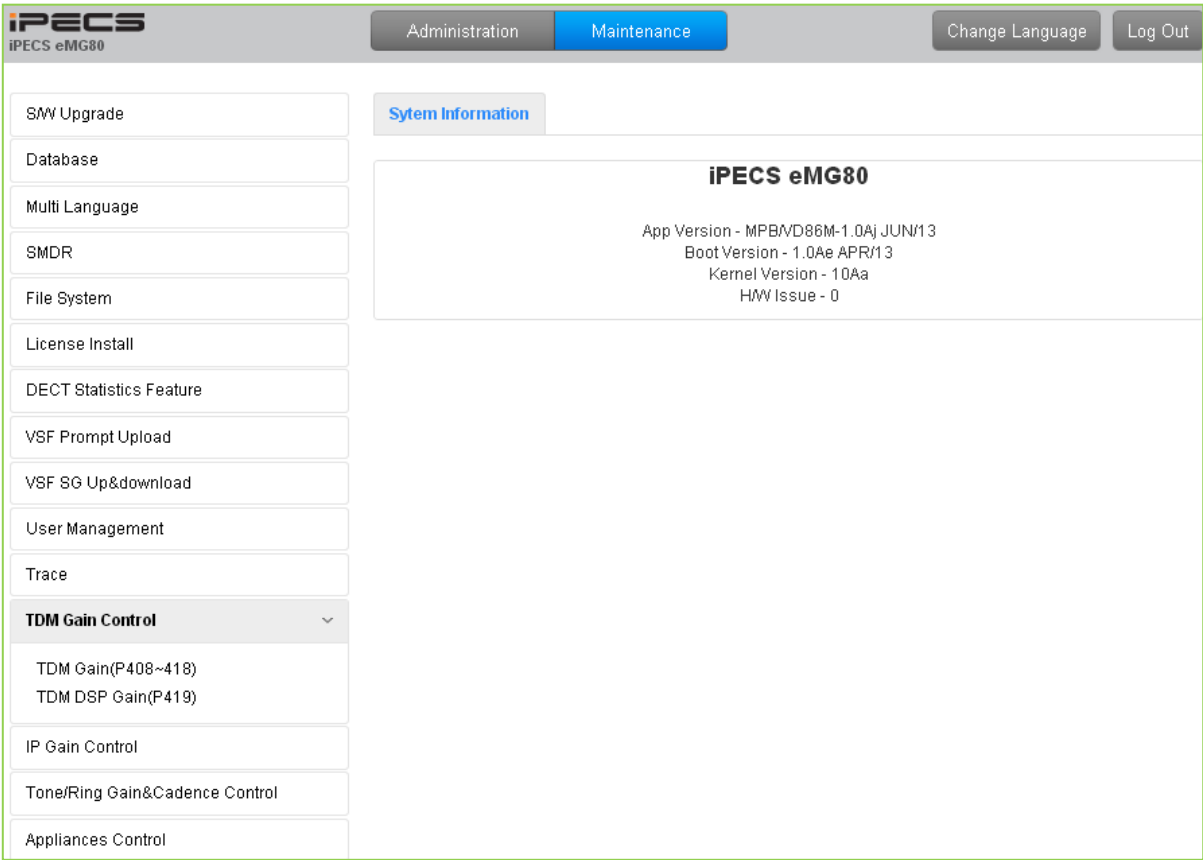 iPECS
iPECS eMG80
Administration
Maintenance
Change Language
Log Out
S/W Upgrade
Database
Multi Language
SMDR
File System
License Install
DECT Statistics Feature
VSF Prompt Upload
VSF SG Up&download
User Management
Trace
TDM Gain Control
TDM Gain(P408~418)
TDM DSP Gain(P419)
IP Gain Control
Tone/Ring Gain&Cadence Control
Appliances Control
Sytem Information
iPECS eMG80
App Version - MPB/VD86M-1.0Aj JUN/13
Boot Version - 1.0Ae APR/13
Kernel Version - 10Aa
H/W Issue - 0